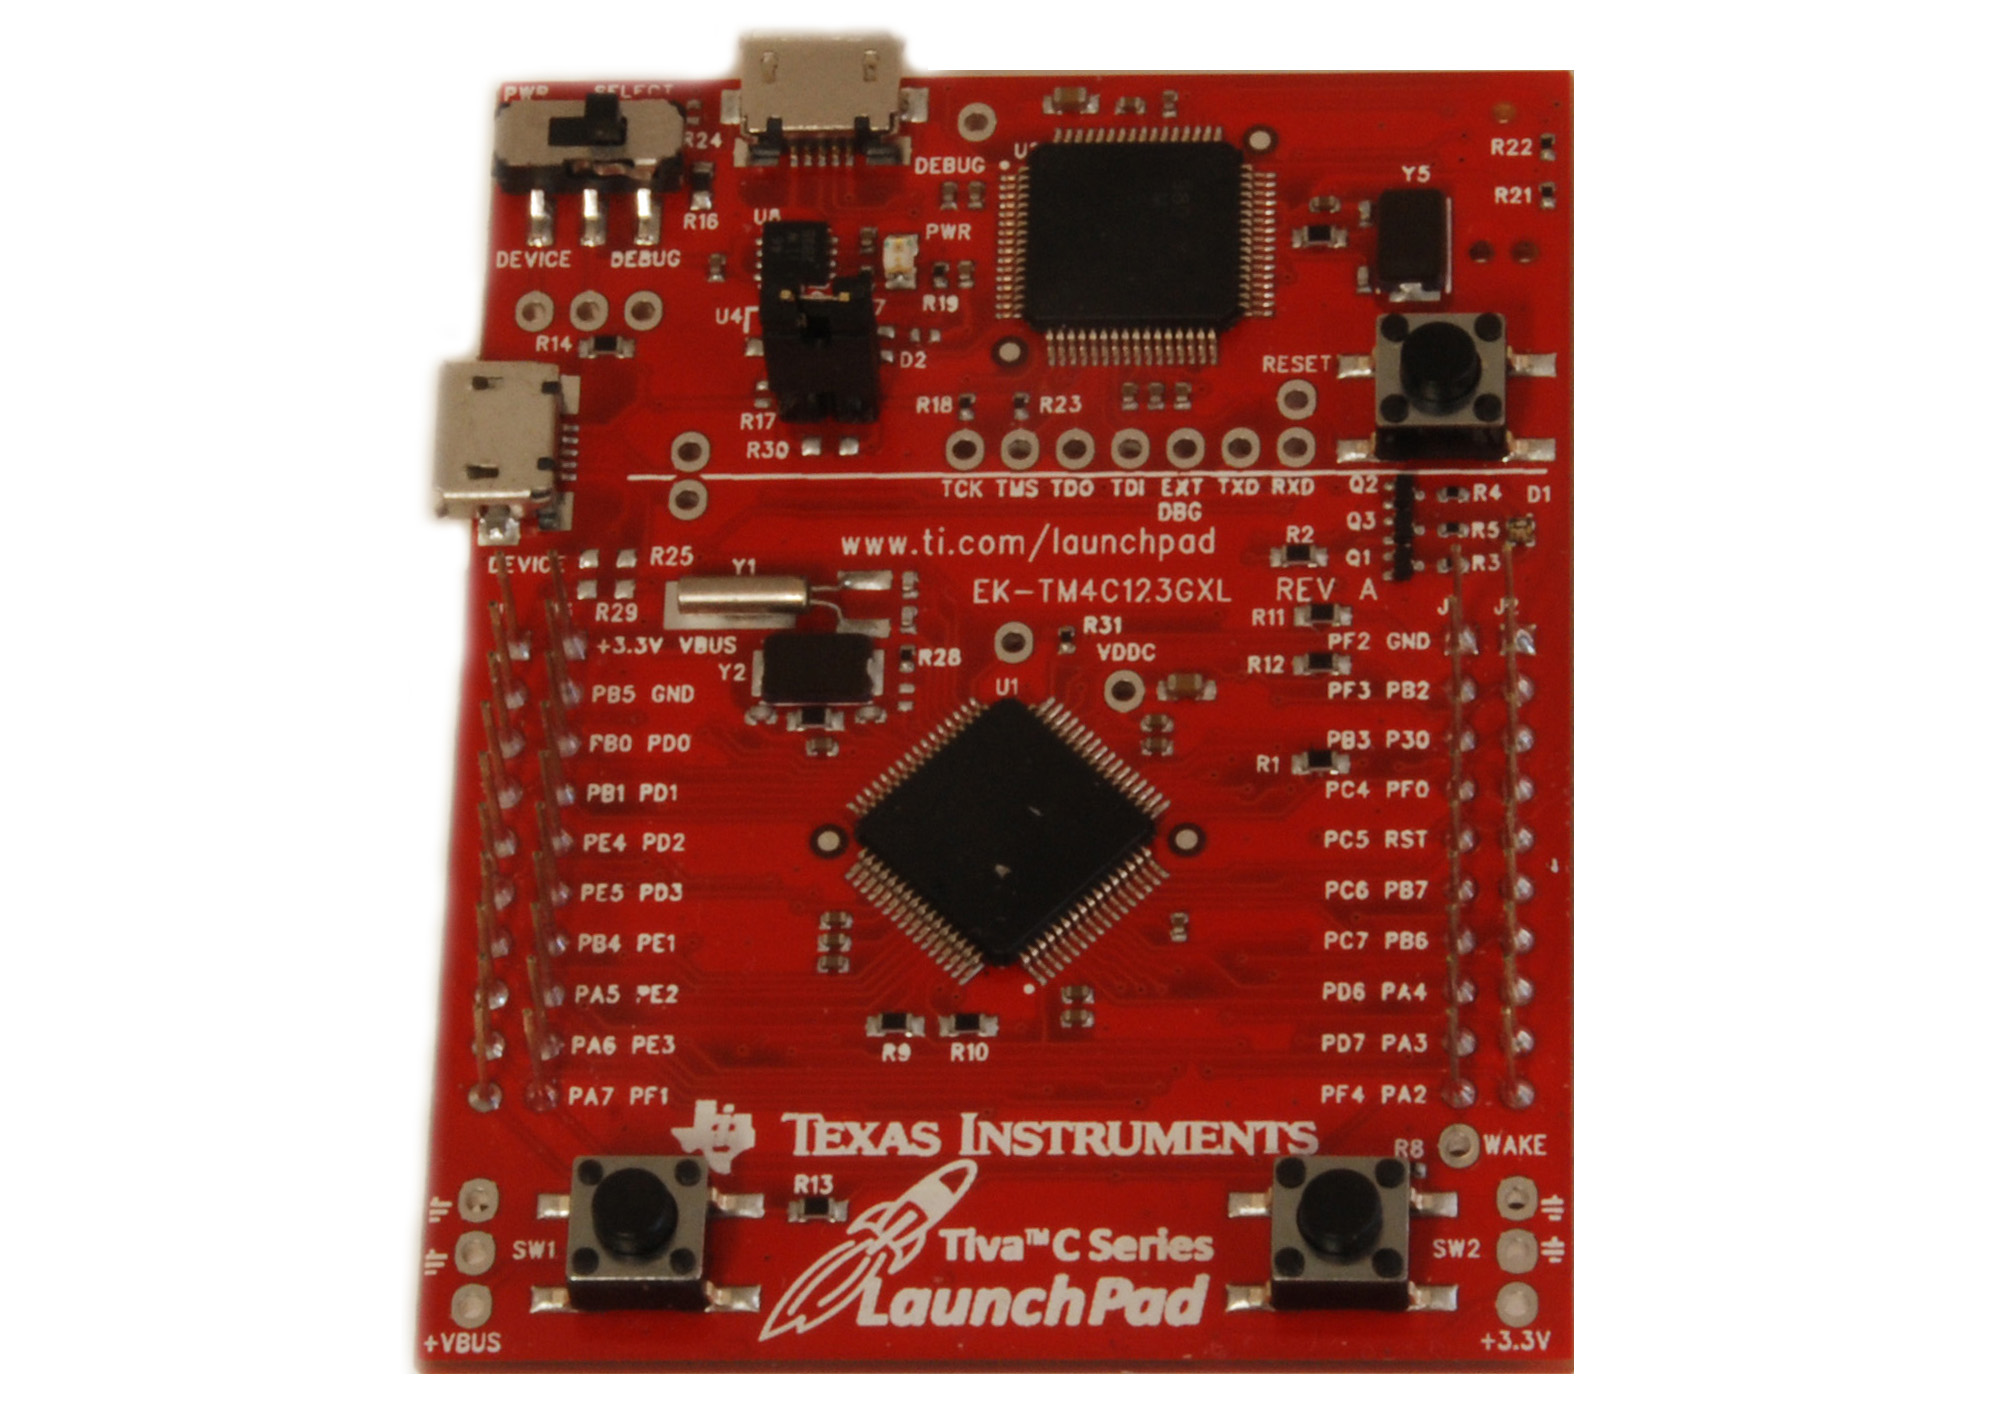 PWR SELECT
R24
DEBUG
R22
Y5
R21
R16
U8
PWR
DEVICE DEBUG
R19
U4
R14
D2
RESET
R18 R23
R17
R30
TCK TMS TDO TDI EXT TXD RXD
DBG
Q2 R4 D1
Q3 R5
Q1 R3
www.ti.com/launchpad
R2
DEVICE R25
Y1
EK-TM4C123GXL REV A
R29
R11
R31
J2
+3.3V VBUS
PF2 GND
Y2 R28 VDDC
R12
U1
PB5 GND
PF3 PB2
PB0 PD0
PB3 P30
R1
PB1 PD1
PC4 PF0
PE4 PD2
PC5 RST
PE5 PD3
PC6 PB7
PB4 PE1
PC7 PB6
PA5 PE2
PD6 PA4
PA6 PE3
R9 R10
PD7 PA3
PA7 PF1
PF4 PA2
TEXAS INSTRUMENTS
R8 WAKE
R13
SW1
Tiva™ C Series
SW2
LaunchPad
+VBUS
+3.3V